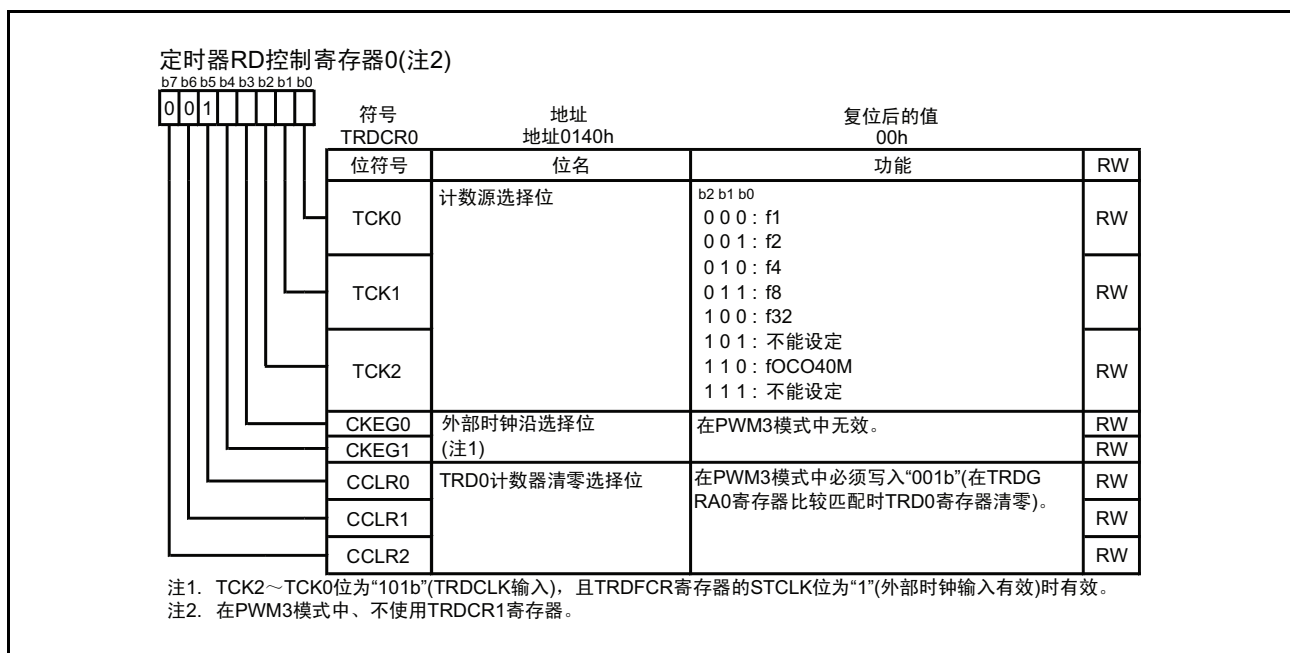 定时器RD控制寄存器0(注2)
b7 b6 b5 b4 b3 b2 b1 b0
0 0 1
符号 地址 复位后的值
TRDCR0 地址0140h 00h
位符号 位名 功能 RW
TCK0 计数源选择位 b2 b1 b0 RW
0 0 0 : f1
0 0 1 : f2
TCK1 0 1 0 : f4 RW
0 1 1 : f8
1 0 0 : f32
TCK2 1 0 1 : 不能设定 RW
1 1 0 : fOCO40M
1 1 1 : 不能设定
CKEG0 外部时钟沿选择位 在PWM3模式中无效。 RW
CKEG1 (注1) RW
CCLR0 TRD0计数器清零选择位 在PWM3模式中必须写入“001b”(在TRDG RW
RA0寄存器比较匹配时TRD0寄存器清零)。
CCLR1 RW
CCLR2 RW
注1. TCK2～TCK0位为“101b”(TRDCLK输入)，且TRDFCR寄存器的STCLK位为“1”(外部时钟输入有效)时有效。
注2. 在PWM3模式中、不使用TRDCR1寄存器。